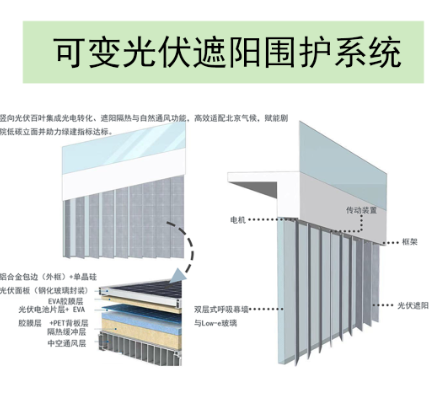 可变光伏遮阳围护系统
竖向光伏百叶集成光电转化、遮阳隔热与自然通风功能，高效适配北京气候，赋能剧
院低碳立面并助力绿建指标达标。
传动装置
电机
框架
铝合金包边（外框）+单晶硅
光伏面板（钢化玻璃封装）
EVA胶膜层
光伏电池片层+ EVA
胶膜层 +PET背板层
隔热缓冲层
中空通风层
双层式呼吸幕墙
与Low-e玻璃
光伏遮阳